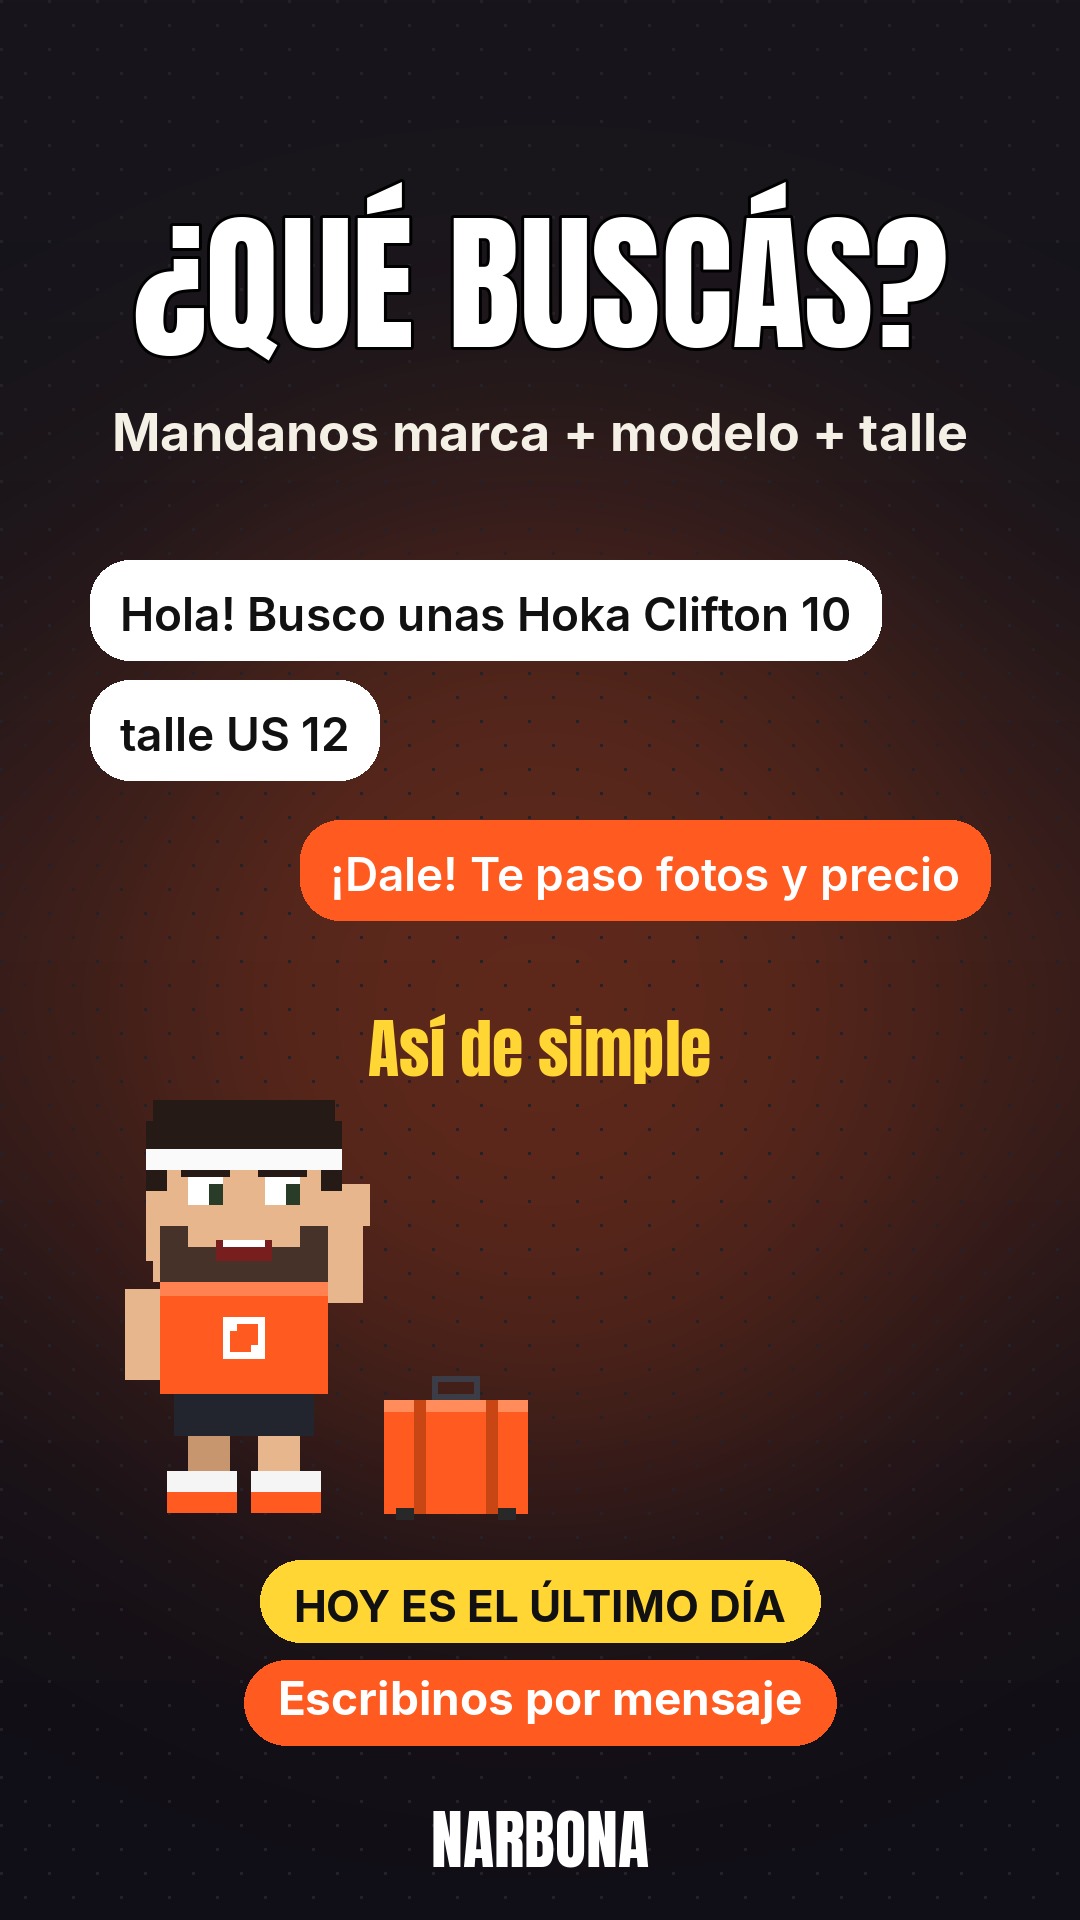 ¿QUÉ BUSCÁS?
Mandanos marca + modelo + talle
Hola! Busco unas Hoka Clifton 10
talle US 12
¡Dale! Te paso fotos y precio
Así de simple
HOY ES EL ÚLTIMO DÍA
Escribinos por mensaje
NARBONA